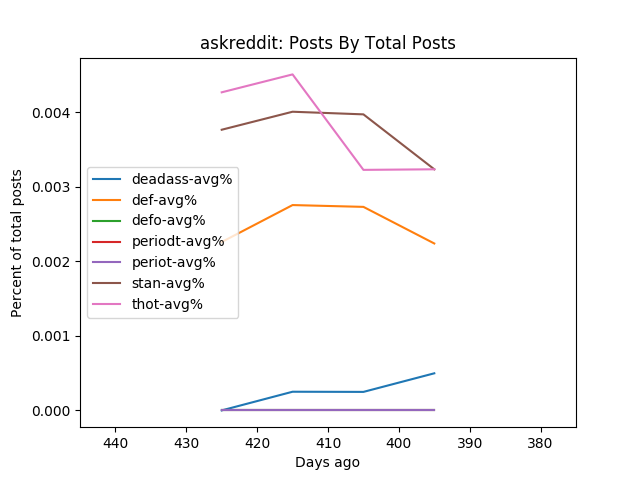 askreddit: Posts By Total Posts
Percent of total posts
0.004
0.003
0.002
0.001
0.000
deadass-avg%
def-avg%
defo-avg%
periodt-avg%
periot-avg%
stan-avg%
thot-avg%
440 430 420 410 400 390 380
Days ago